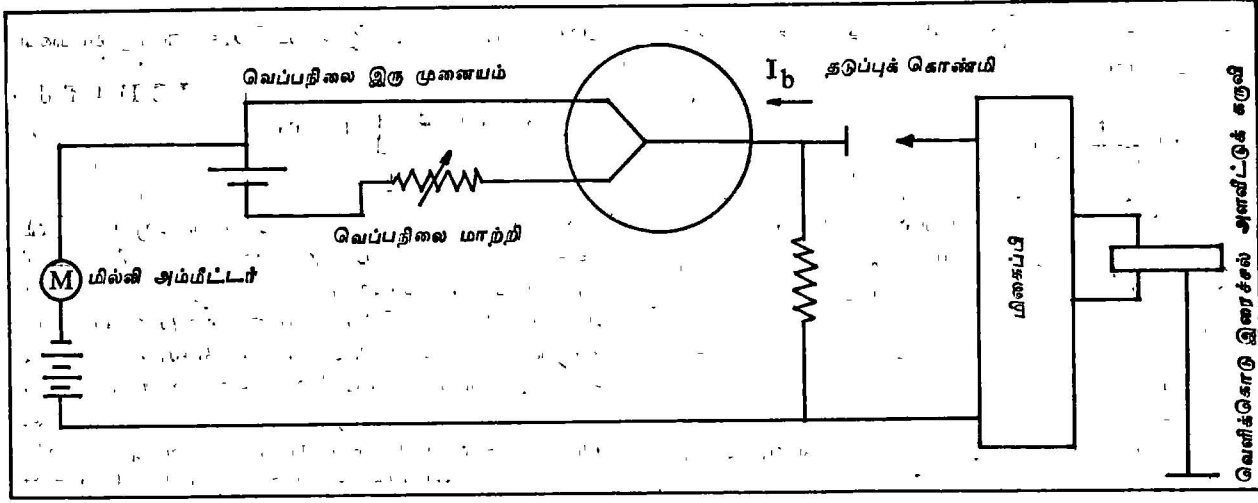 வெப்பநிலை இரு முனையம்
I_b
தடுப்புக் கொண்மி
வெப்பநிலை மாற்றி
M மில்லி அம்மீட்டர்
மிகைப்பி
வெளிக்கொடு இரைச்சல் அளவீட்டுக் கருவி